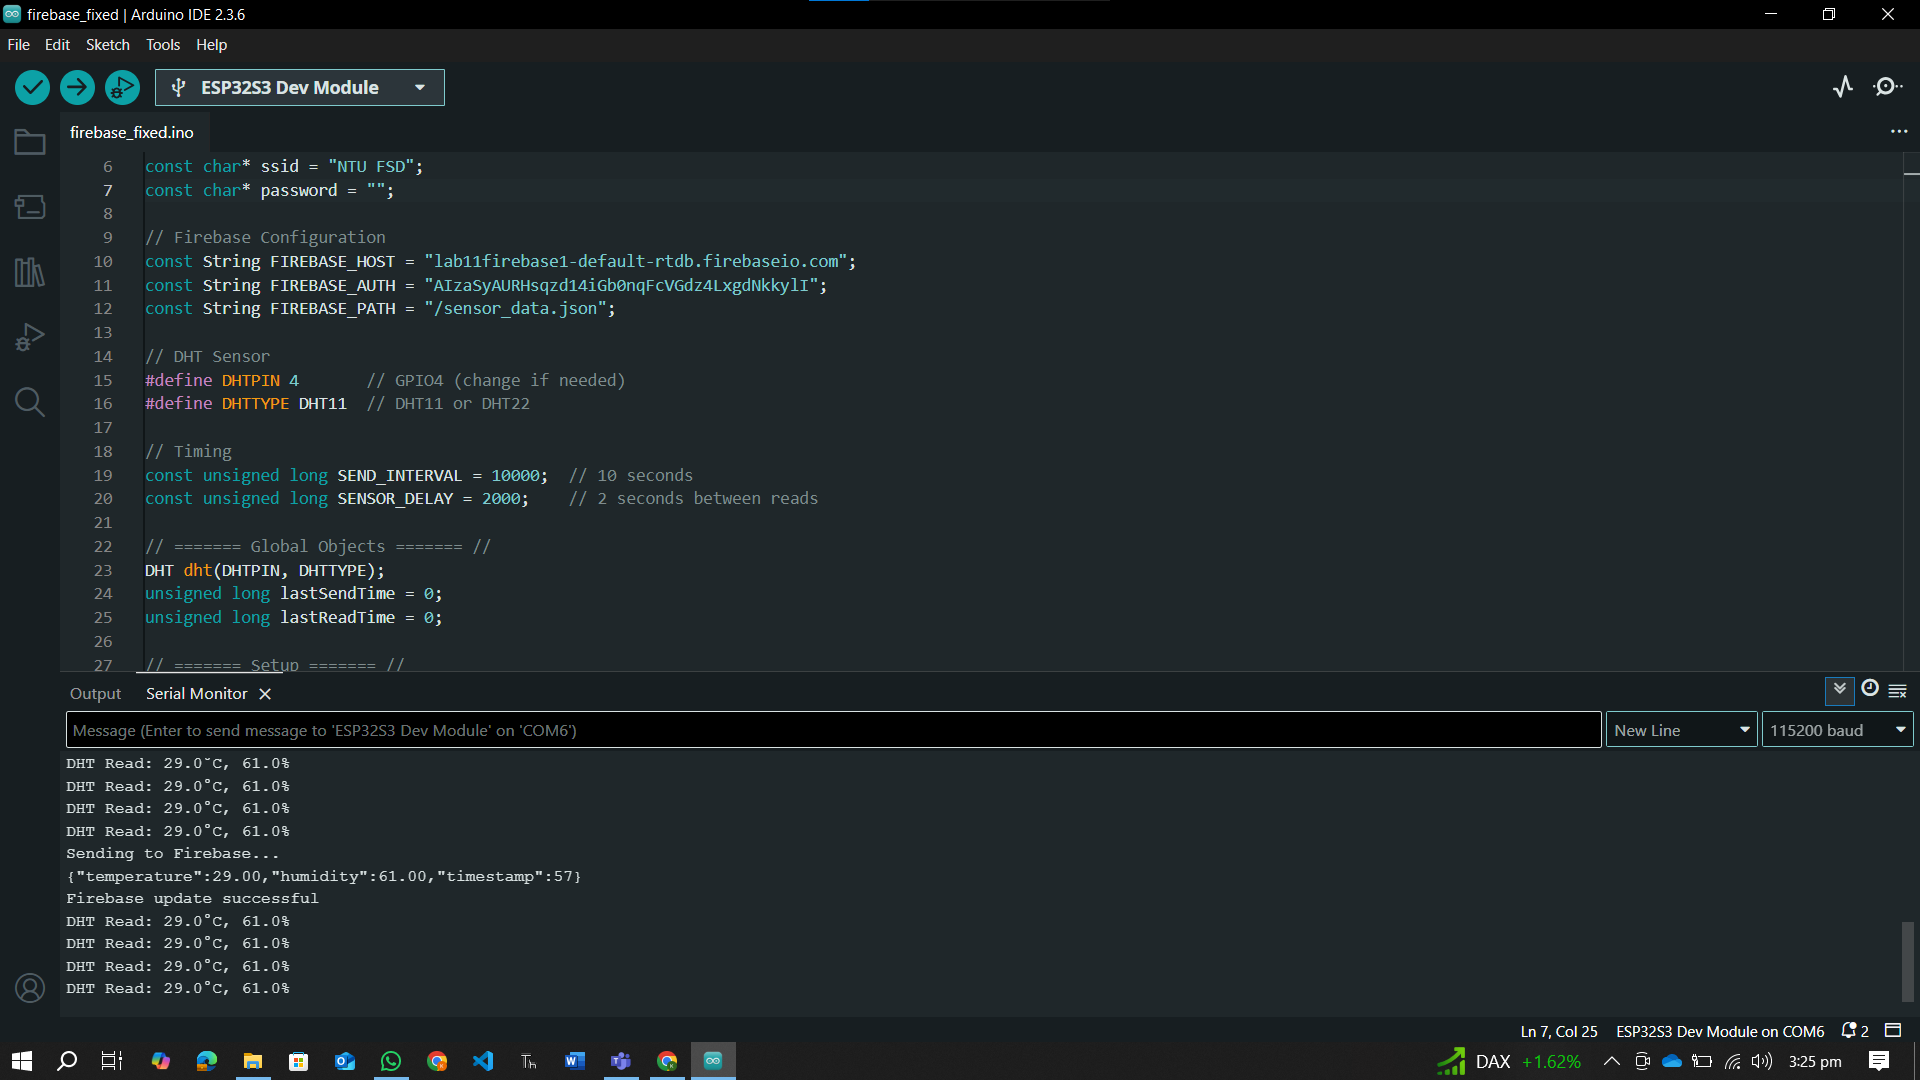 firebase_fixed | Arduino IDE 2.3.6
File Edit Sketch Tools Help
ESP32S3 Dev Module
firebase_fixed.ino
6 const char* ssid = "NTU FSD";
7 const char* password = "";
8
9 // Firebase Configuration
10 const String FIREBASE_HOST = "lab11firebase1-default-rtdb.firebaseio.com";
11 const String FIREBASE_AUTH = "AIzaSyAURHsqzd14iGb0nqFcVGdz4LxgdNkkylI";
12 const String FIREBASE_PATH = "/sensor_data.json";
13
14 // DHT Sensor
15 #define DHTPIN 4 // GPIO4 (change if needed)
16 #define DHTTYPE DHT11 // DHT11 or DHT22
17
18 // Timing
19 const unsigned long SEND_INTERVAL = 10000; // 10 seconds
20 const unsigned long SENSOR_DELAY = 2000; // 2 seconds between reads
21
22 // ======= Global Objects ======= //
23 DHT dht(DHTPIN, DHTTYPE);
24 unsigned long lastSendTime = 0;
25 unsigned long lastReadTime = 0;
26
27 // ======= Setup ======= //
Output Serial Monitor
Message (Enter to send message to 'ESP32S3 Dev Module' on 'COM6') New Line 115200 baud
DHT Read: 29.0°C, 61.0%
DHT Read: 29.0°C, 61.0%
DHT Read: 29.0°C, 61.0%
DHT Read: 29.0°C, 61.0%
Sending to Firebase...
{"temperature":29.00,"humidity":61.00,"timestamp":57}
Firebase update successful
DHT Read: 29.0°C, 61.0%
DHT Read: 29.0°C, 61.0%
DHT Read: 29.0°C, 61.0%
DHT Read: 29.0°C, 61.0%
Ln 7, Col 25 ESP32S3 Dev Module on COM6 2
DAX +1.62% 3:25 pm